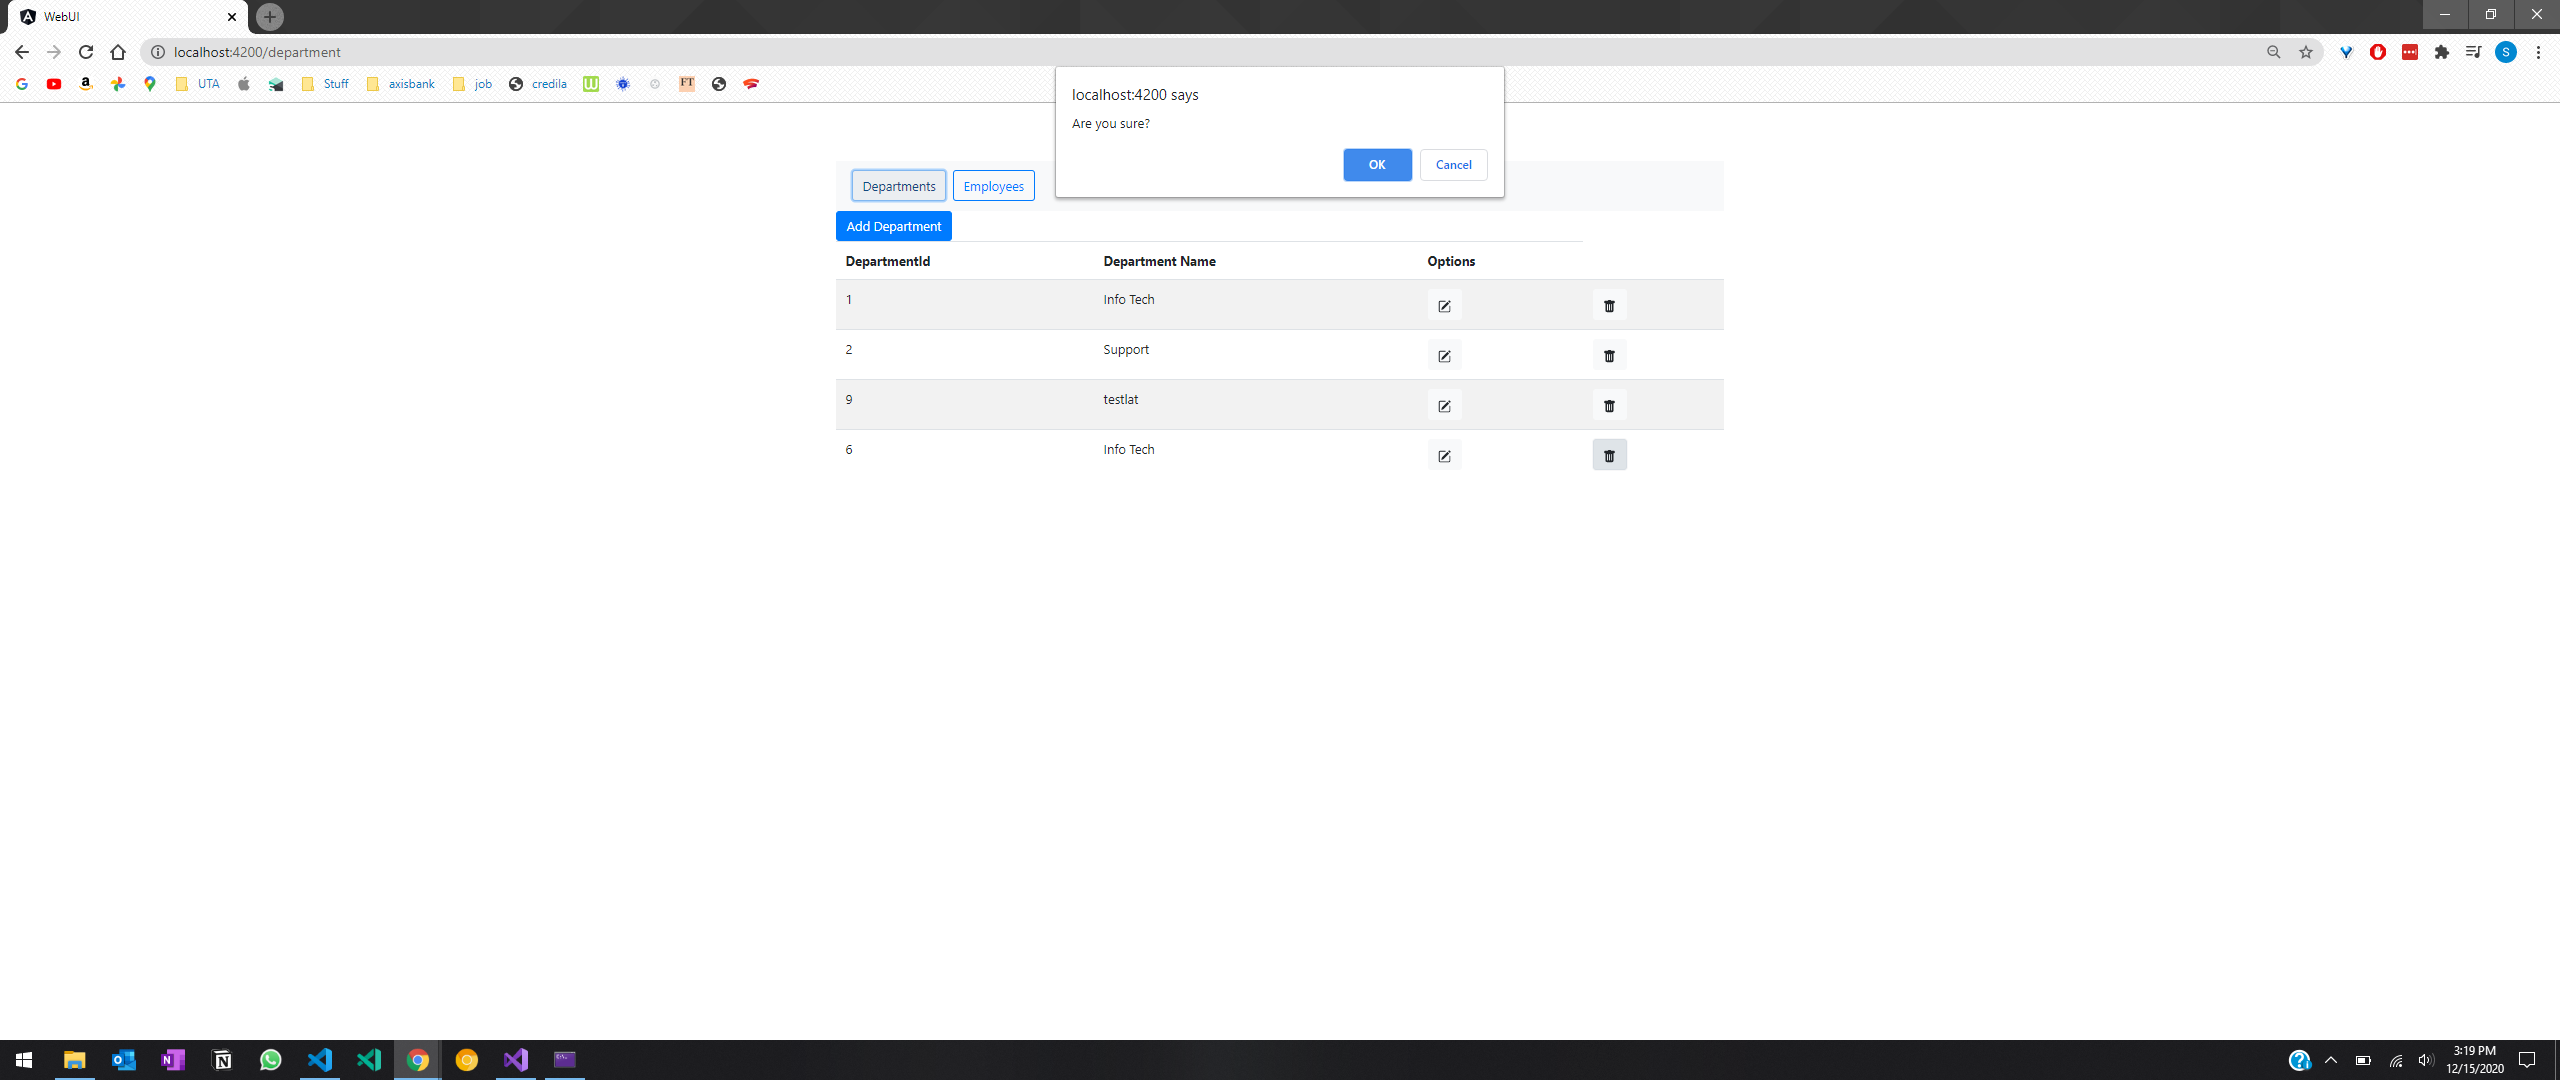 WebUI
localhost:4200/department
S
UTA
Stuff
axisbank
job
credila
FT
localhost:4200 says
Are you sure?
OK
Cancel
Departments
Employees
Add Department
DepartmentId
Department Name
Options
1
Info Tech
2
Support
9
testlat
6
Info Tech
3:19 PM
12/15/2020